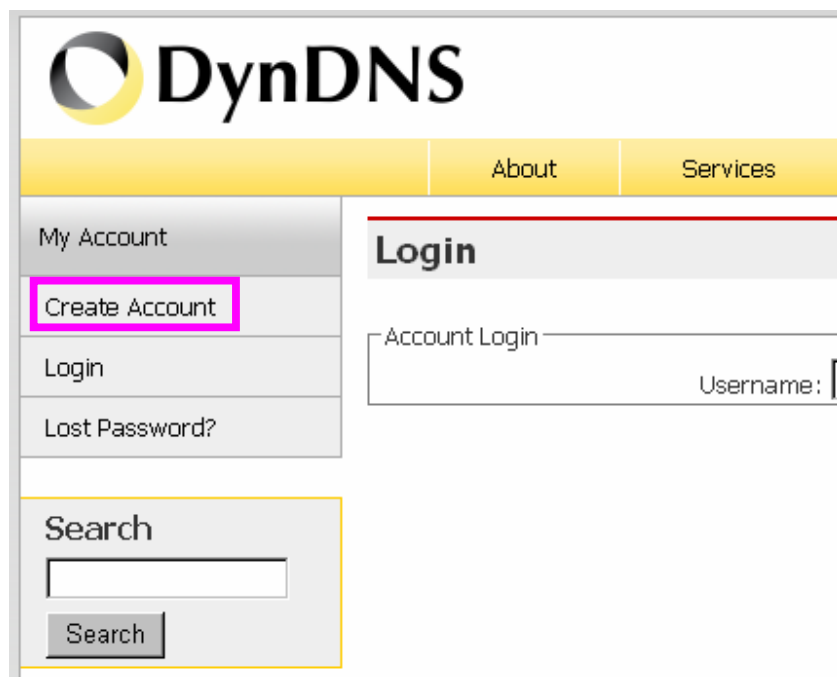 DynDNS
About Services
My Account
Create Account
Login
Lost Password?
Search
Search
Login
Account Login
Username: